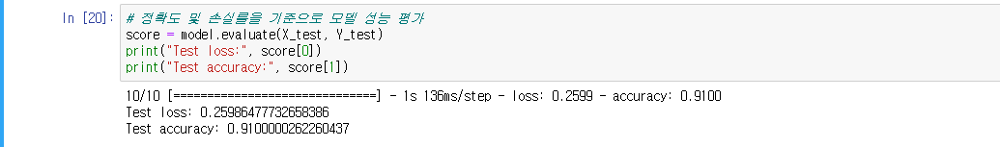 In [20]:
# 정확도 및 손실률을 기준으로 모델 성능 평가
score = model.evaluate(X_test, Y_test)
print("Test loss:", score[0])
print("Test accuracy:", score[1])
10/10 [==============================] - 1s 136ms/step - loss: 0.2599 - accuracy: 0.9100
Test loss: 0.25986477732658386
Test accuracy: 0.9100000262260437